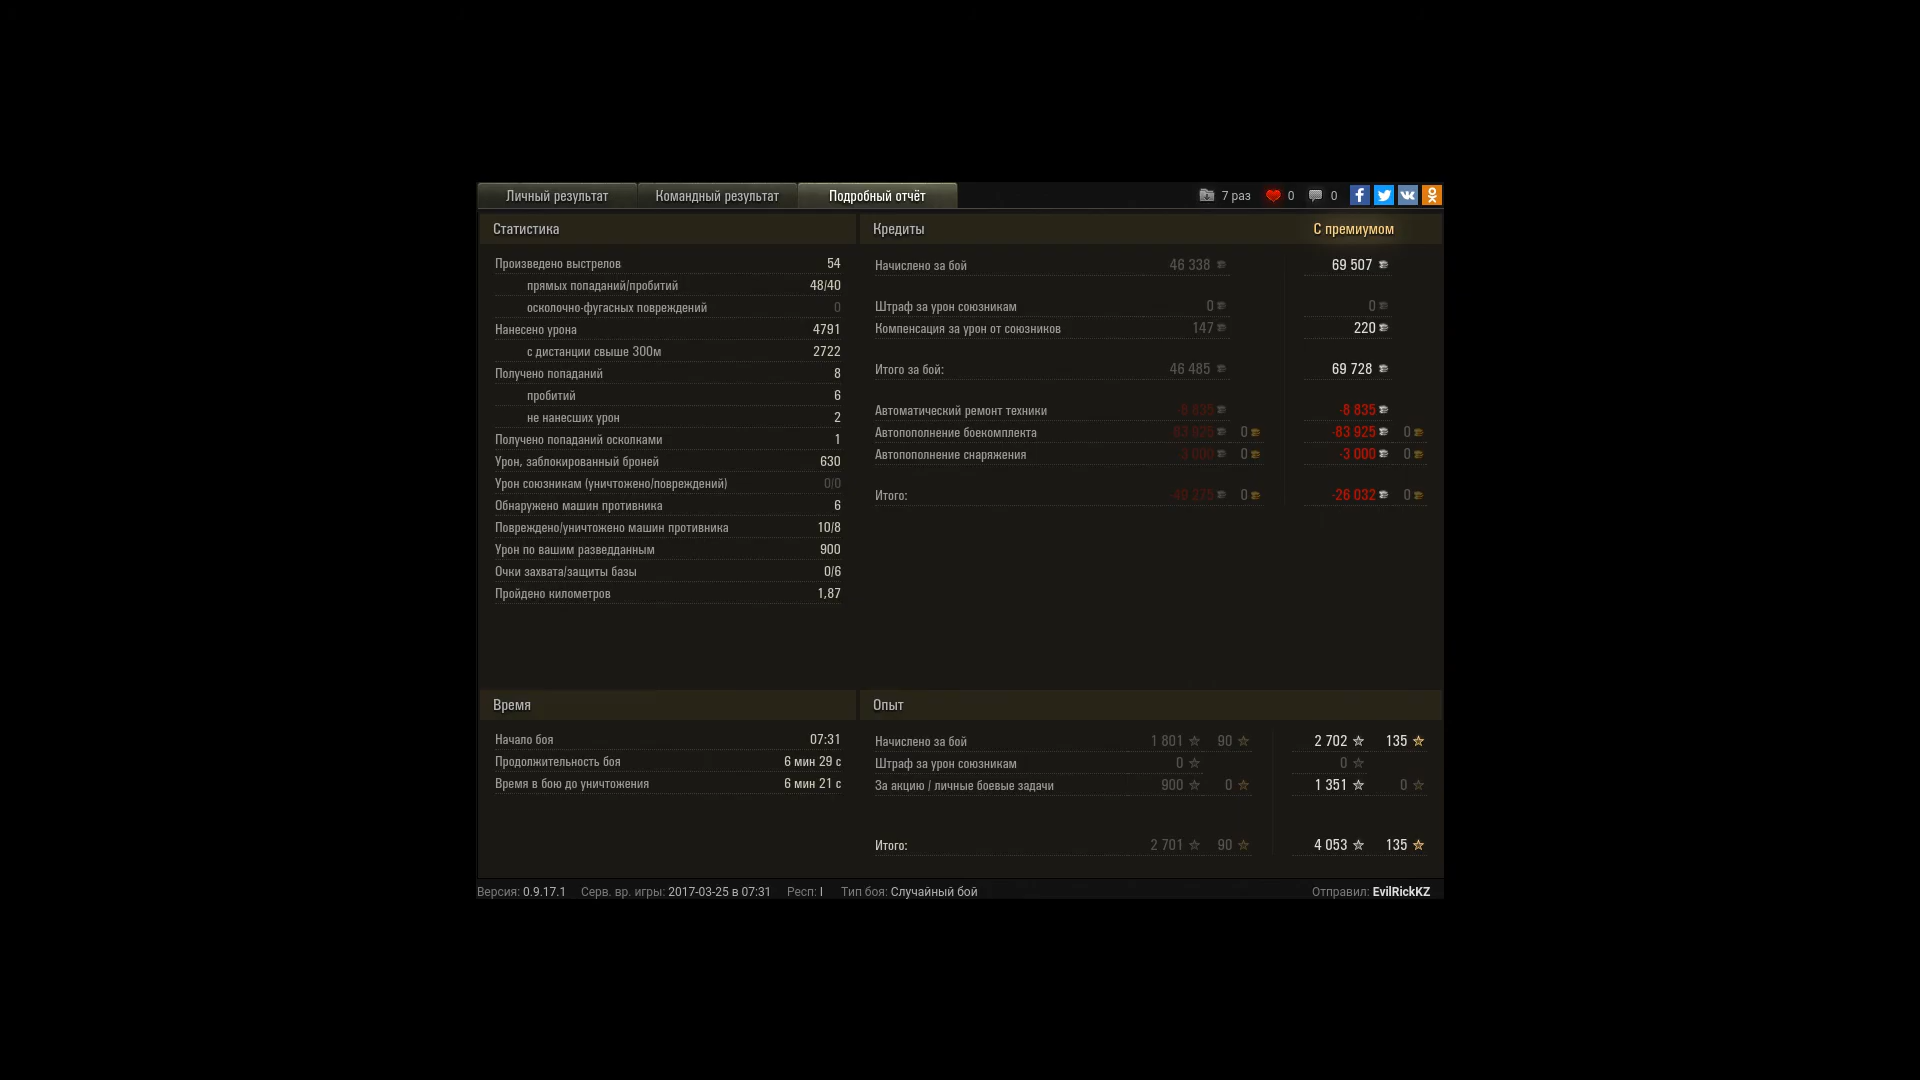 Личный результат Командный результат Подробный отчёт 7 раз 0 0
Статистика
Произведено выстрелов 54
прямых попаданий/пробитий 48/40
осколочно-фугасных повреждений 0
Нанесено урона 4791
с дистанции свыше 300м 2722
Получено попаданий 8
пробитий 6
не нанесших урон 2
Получено попаданий осколками 1
Урон, заблокированный броней 630
Урон союзникам (уничтожено/повреждений) 0/0
Обнаружено машин противника 6
Повреждено/уничтожено машин противника 10/8
Урон по вашим разведданным 900
Очки захвата/защиты базы 0/6
Пройдено километров 1,87
Кредиты С премиумом
Начислено за бой 46 338 69 507
Штраф за урон союзникам 0 0
Компенсация за урон от союзников 147 220
Итого за бой: 46 485 69 728
Автоматический ремонт техники -8 835 -8 835
Автопополнение боекомплекта 0 -83 925 0
Автопополнение снаряжения -3 000 0 -3 000 0
Итого: -49 275 0 -26 032 0
Время
Начало боя 07:31
Продолжительность боя 6 мин 29 с
Время в бою до уничтожения 6 мин 21 с
Опыт
Начислено за бой 1 801 90 2 702 135
Штраф за урон союзникам 0 0
За акцию / личные боевые задачи 900 0 1 351 0
Итого: 2 701 90 4 053 135
Версия: 0.9.17.1 Серв. вр. игры: 2017-03-25 в 07:31 Респ: I Тип боя: Случайный бой Отправил: EvilRickKZ